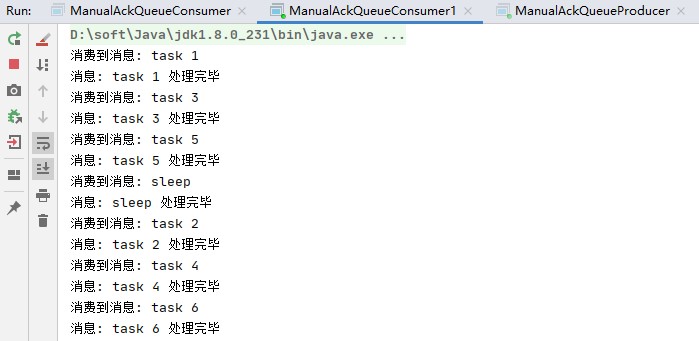 Run: ManualAckQueueConsumer ManualAckQueueConsumer1 ManualAckQueueProducer
D:\soft\Java\jdk1.8.0_231\bin\java.exe ...
消费到消息: task 1
消息: task 1 处理完毕
消费到消息: task 3
消息: task 3 处理完毕
消费到消息: task 5
消息: task 5 处理完毕
消费到消息: sleep
消息: sleep 处理完毕
消费到消息: task 2
消息: task 2 处理完毕
消费到消息: task 4
消息: task 4 处理完毕
消费到消息: task 6
消息: task 6 处理完毕